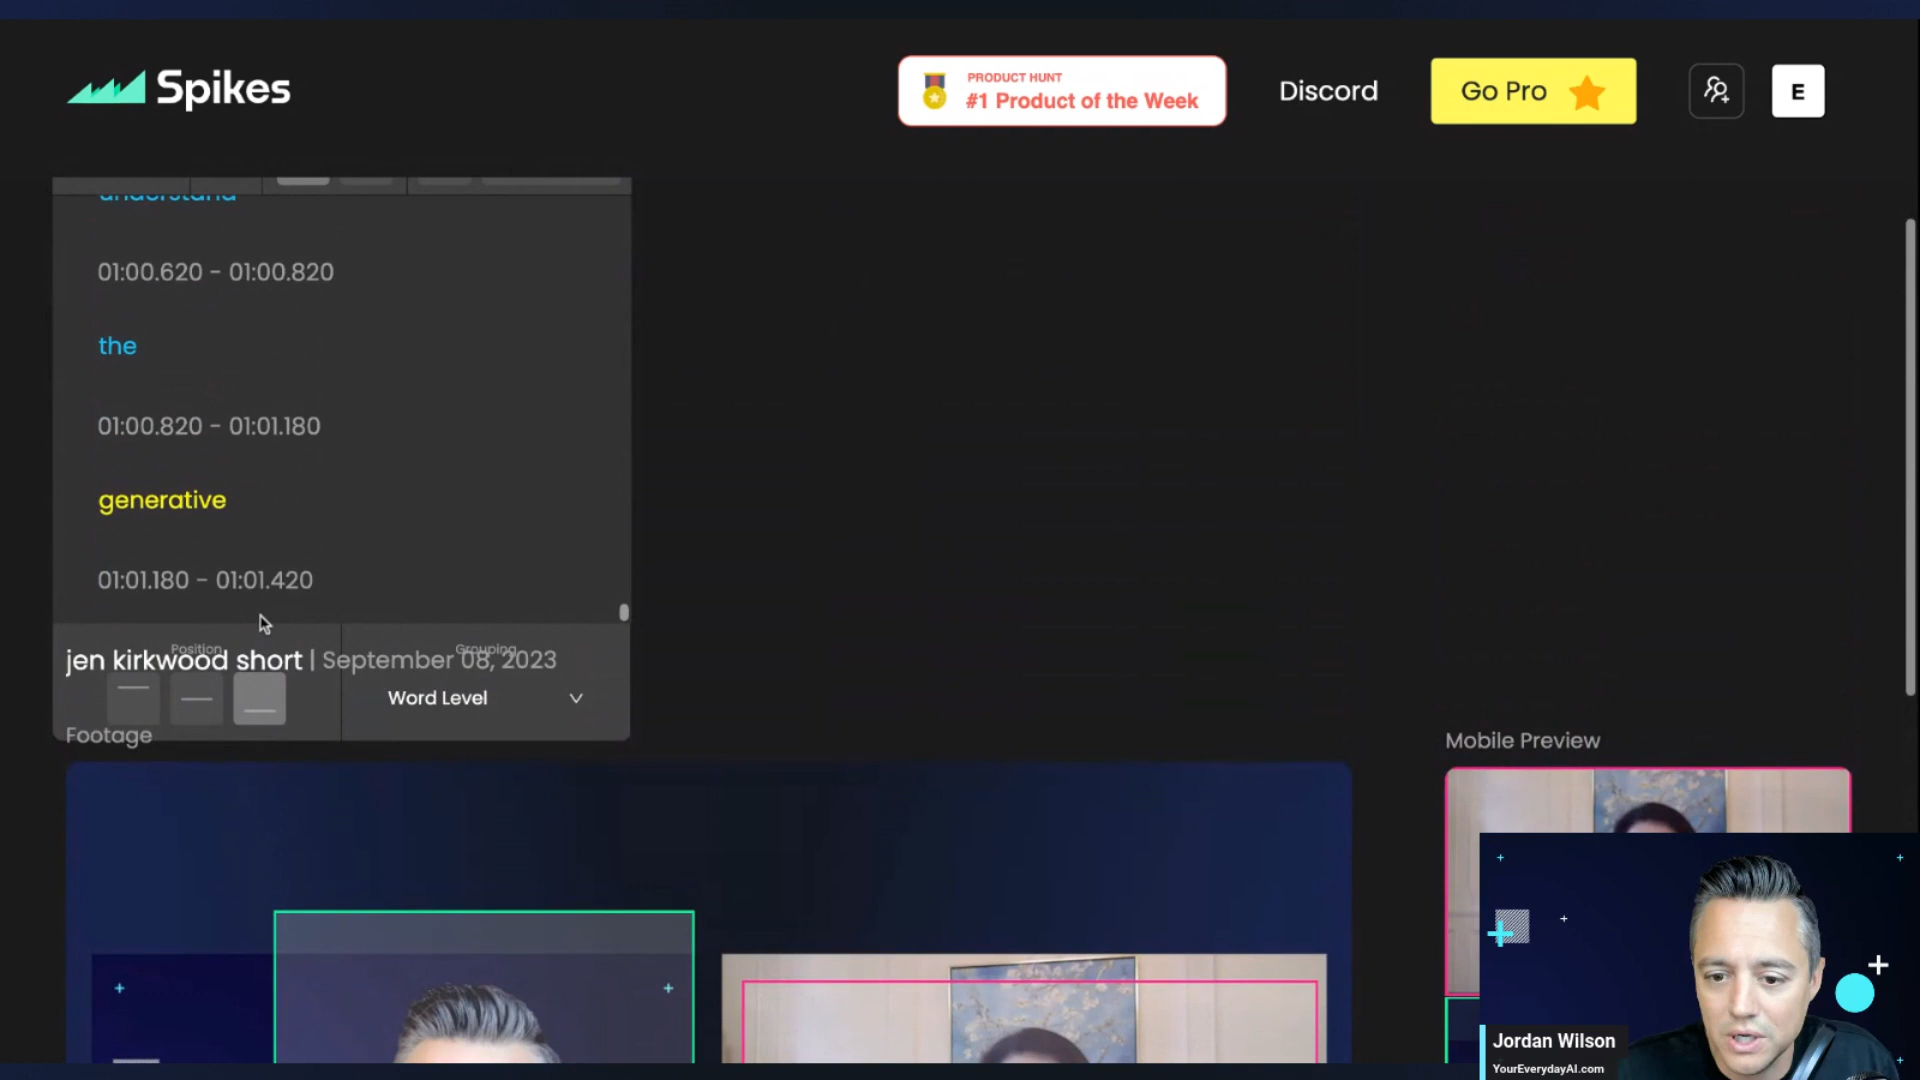 Spikes
PRODUCT HUNT
#1 Product of the Week
Discord
Go Pro
E
understand
01:00.620 - 01:00.820
the
01:00.820 - 01:01.180
generative
01:01.180 - 01:01.420
Position
Grouping
jen kirkwood short | September 08, 2023
Word Level
Footage
Mobile Preview
Jordan Wilson
YourEverydayAI.com